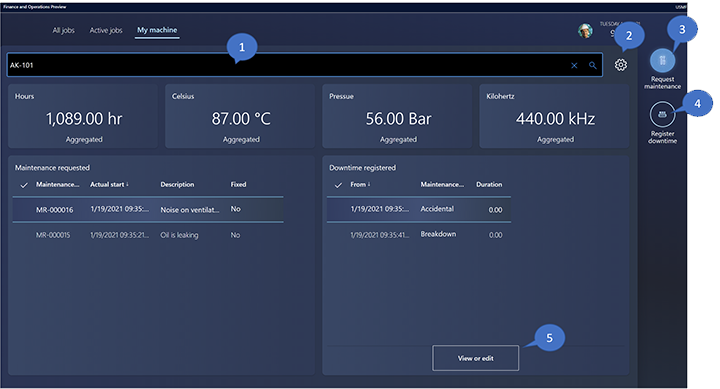 Finance and Operations Preview
USMF
All jobs Active jobs My machine
TUESDAY
1 2 3 4 5
AK-101
Request
maintenance
Register
downtime
Hours Celsius Pressue Kilohertz
1,089.00 hr 87.00 °C 56.00 Bar 440.00 kHz
Aggregated Aggregated Aggregated Aggregated
Maintenance requested
Maintenance... Actual start ↓ Description Fixed
MR-000016 1/19/2021 09:35:... Noise on ventilat... No
MR-000015 1/19/2021 09:35:21... Oil is leaking No
Downtime registered
From ↓ Maintenance... Duration
1/19/2021 09:35:... Accidental 0.00
1/19/2021 09:35:41... Breakdown 0.00
View or edit